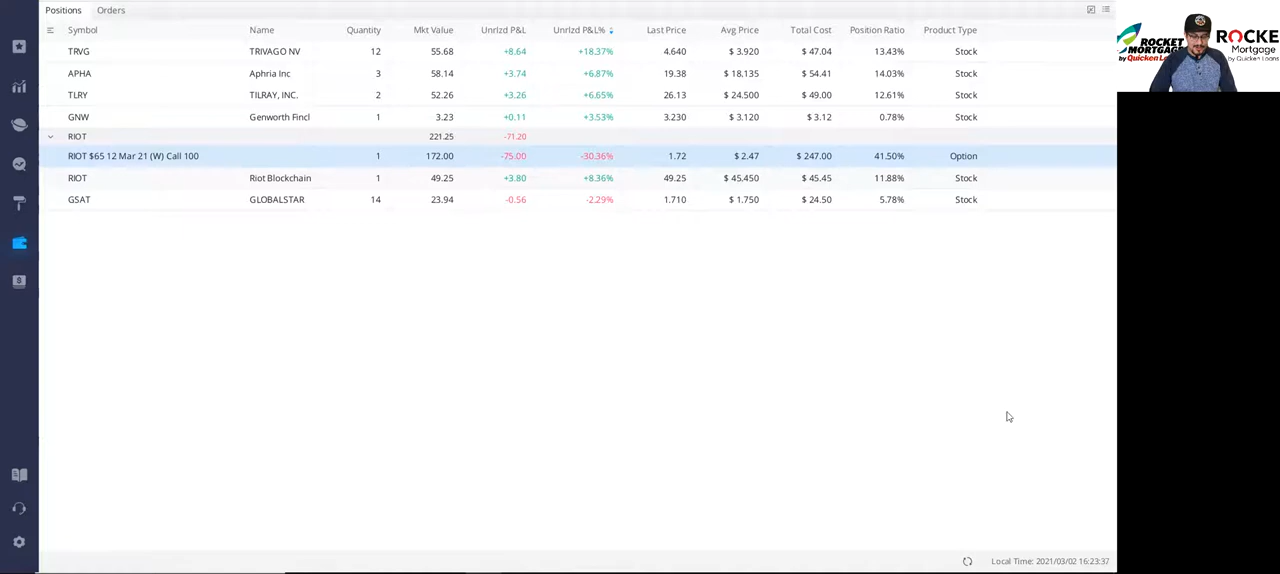 Positions Orders
Symbol Name Quantity Mkt Value Unrlzd P&L Unrlzd P&L% Last Price Avg Price Total Cost Position Ratio Product Type
TRVG TRIVAGO NV 12 55.68 +8.64 +18.37% 4.640 $ 3.920 $ 47.04 13.43% Stock
APHA Aphria Inc 3 58.14 +3.74 +6.87% 19.38 $ 18.135 $ 54.41 14.03% Stock
TLRY TILRAY, INC. 2 52.26 +3.26 +6.65% 26.13 $ 24.500 $ 49.00 12.61% Stock
GNW Genworth Fincl 1 3.23 +0.11 +3.53% 3.230 $ 3.120 $ 3.12 0.78% Stock
RIOT 221.25 -71.20
RIOT $65 12 Mar 21 (W) Call 100 1 172.00 -75.00 -30.36% 1.72 $ 2.47 $ 247.00 41.50% Option
RIOT Riot Blockchain 1 49.25 +3.80 +8.36% 49.25 $ 45.450 $ 45.45 11.88% Stock
GSAT GLOBALSTAR 14 23.94 -0.56 -2.29% 1.710 $ 1.750 $ 24.50 5.78% Stock
Local Time: 2021/03/02 16:23:37
ROCKET
MORTGAGE
by Quicken Loans
ROCKE
Mortgage
by Quicken Loans